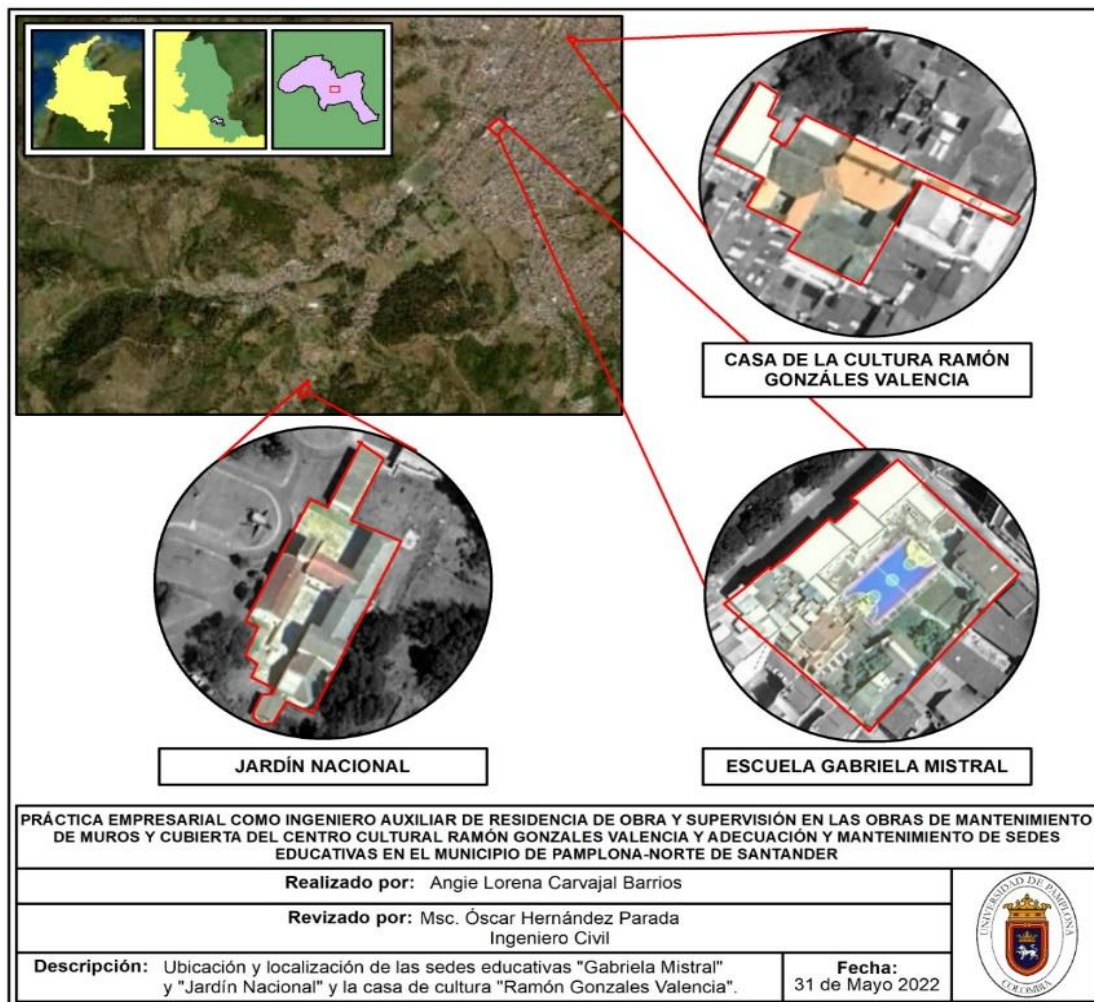 CASA DE LA CULTURA RAMÓN
GONZÁLES VALENCIA
JARDÍN NACIONAL
ESCUELA GABRIELA MISTRAL
PRÁCTICA EMPRESARIAL COMO INGENIERO AUXILIAR DE RESIDENCIA DE OBRA Y SUPERVISIÓN EN LAS OBRAS DE MANTENIMIENTO
DE MUROS Y CUBIERTA DEL CENTRO CULTURAL RAMÓN GONZALES VALENCIA Y ADECUACIÓN Y MANTENIMIENTO DE SEDES
EDUCATIVAS EN EL MUNICIPIO DE PAMPLONA-NORTE DE SANTANDER
Realizado por: Angie Lorena Carvajal Barrios
Revizado por: Msc. Óscar Hernández Parada
Ingeniero Civil
Descripción: Ubicación y localización de las sedes educativas "Gabriela Mistral"
y "Jardín Nacional" y la casa de cultura "Ramón Gonzales Valencia".
Fecha:
31 de Mayo 2022
UNIVERSIDAD DE PAMPLONA
COLOMBIA